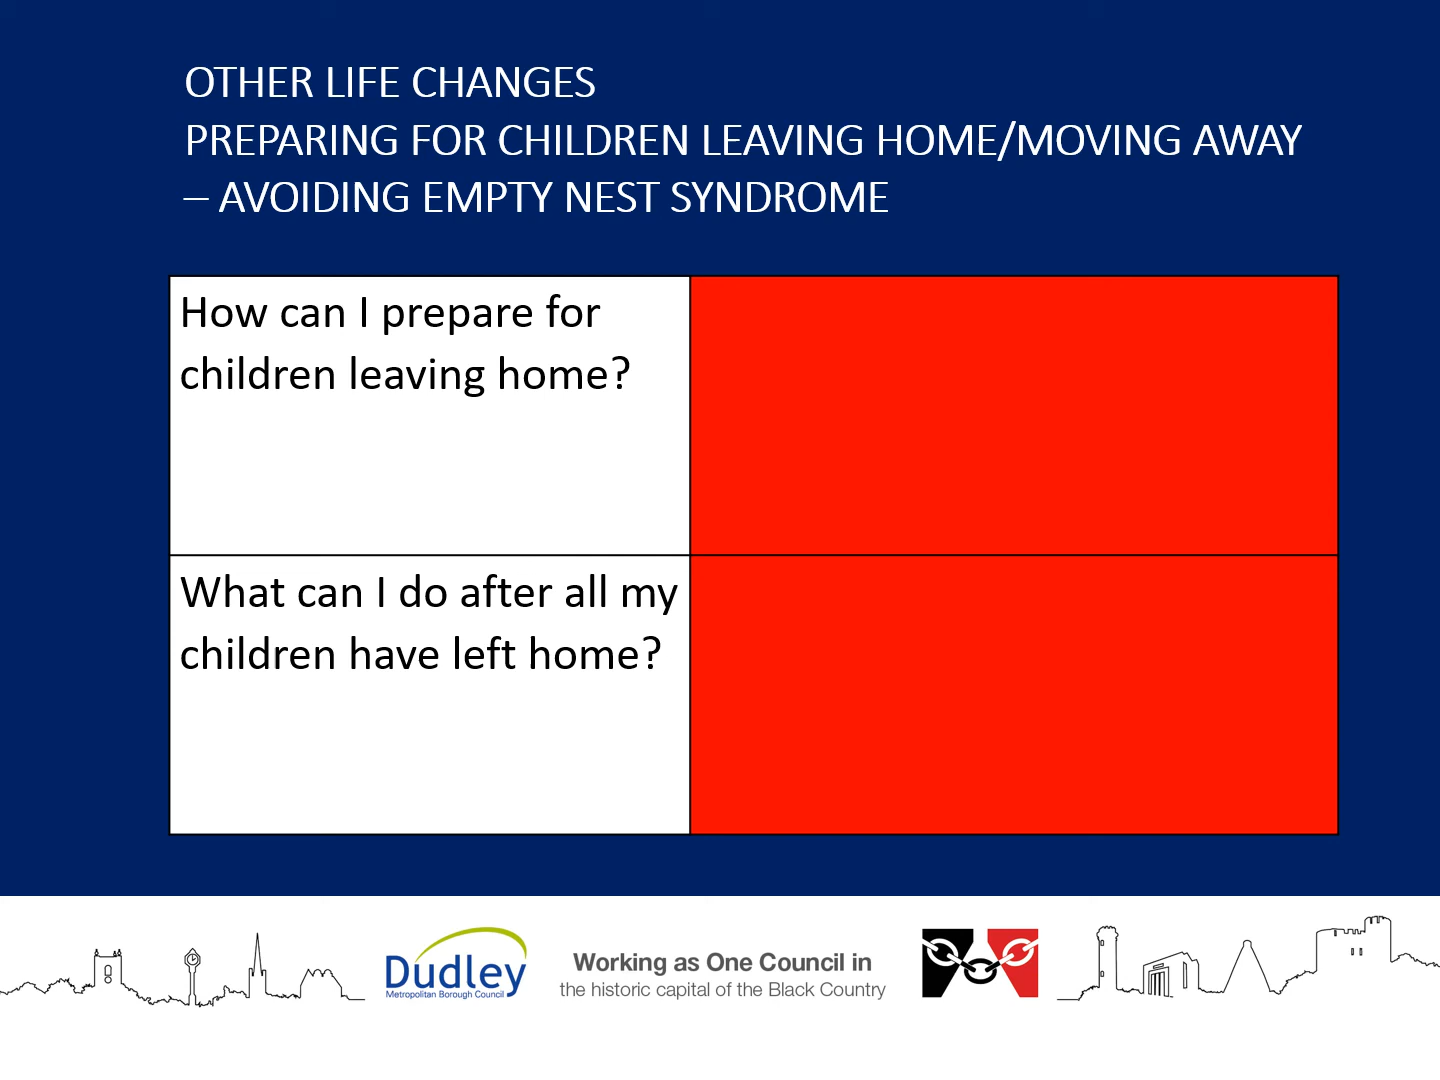 OTHER LIFE CHANGES
PREPARING FOR CHILDREN LEAVING HOME/MOVING AWAY
– AVOIDING EMPTY NEST SYNDROME
How can I prepare for
children leaving home?
What can I do after all my
children have left home?
Dudley
Metropolitan Borough Council
Working as One Council in
the historic capital of the Black Country